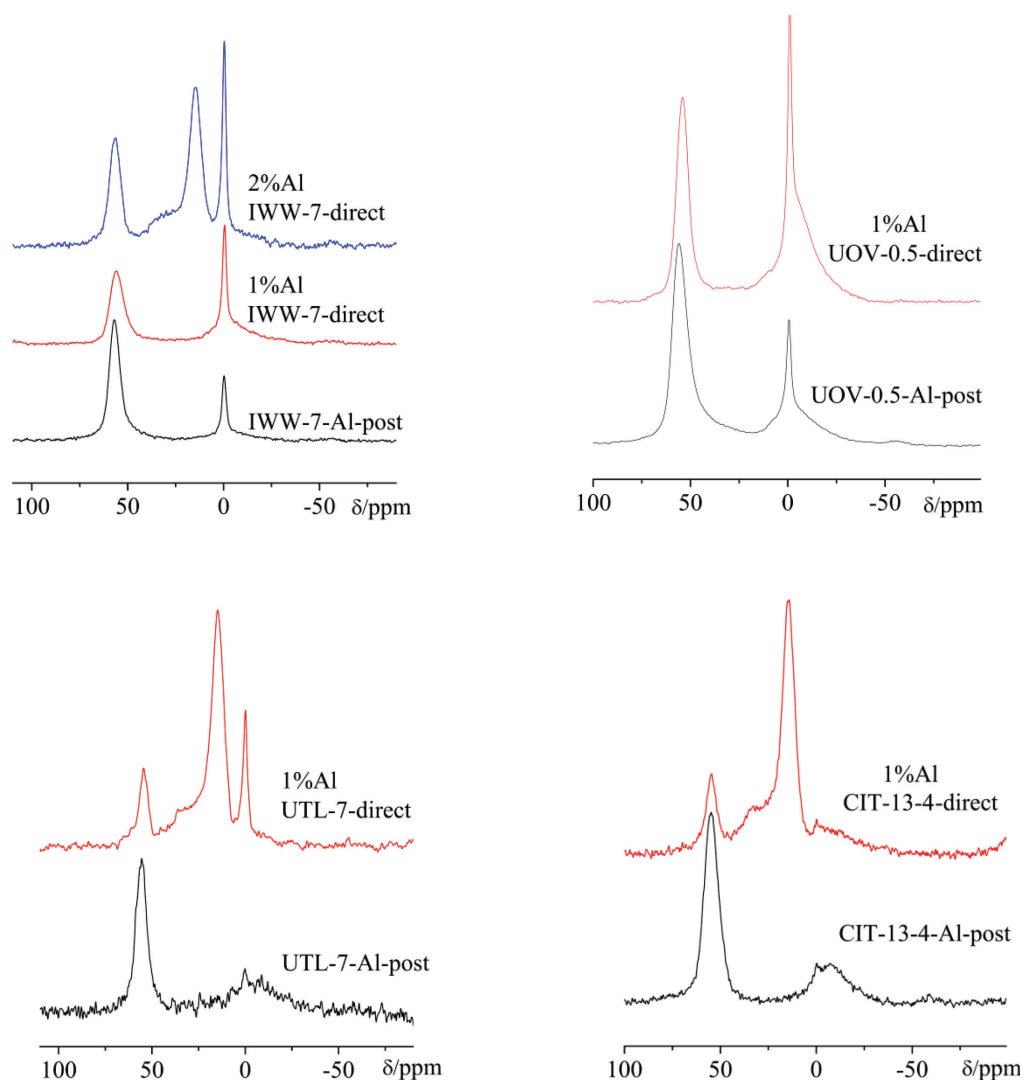 2%Al
IWW-7-direct
1%Al
IWW-7-direct
IWW-7-Al-post
100 50 0 -50 δ/ppm
1%Al
UOV-0.5-direct
UOV-0.5-Al-post
100 50 0 -50 δ/ppm
1%Al
UTL-7-direct
UTL-7-Al-post
100 50 0 -50 δ/ppm
1%Al
CIT-13-4-direct
CIT-13-4-Al-post
100 50 0 -50 δ/ppm